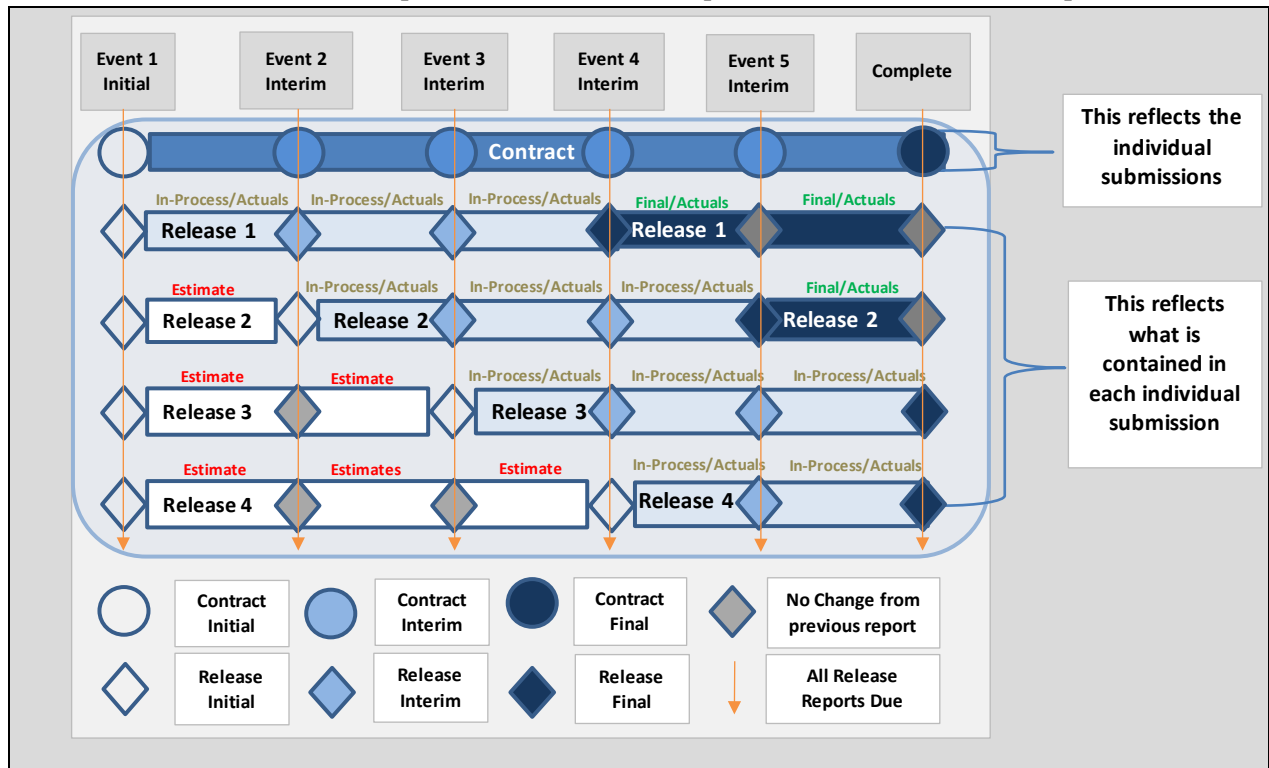 Event 1
Initial
Event 2
Interim
Event 3
Interim
Event 4
Interim
Event 5
Interim
Complete
Contract
This reflects the
individual
submissions
In-Process/Actuals
In-Process/Actuals
In-Process/Actuals
Final/Actuals
Final/Actuals
Release 1
Release 1
Estimate
In-Process/Actuals
In-Process/Actuals
In-Process/Actuals
Final/Actuals
Release 2
Release 2
Release 2
This reflects
what is
contained in
each individual
submission
Estimate
Estimate
In-Process/Actuals
In-Process/Actuals
In-Process/Actuals
Release 3
Release 3
Estimate
Estimates
Estimate
In-Process/Actuals
In-Process/Actuals
Release 4
Release 4
Contract
Initial
Contract
Interim
Contract
Final
No Change from
previous report
Release
Initial
Release
Interim
Release
Final
All Release
Reports Due